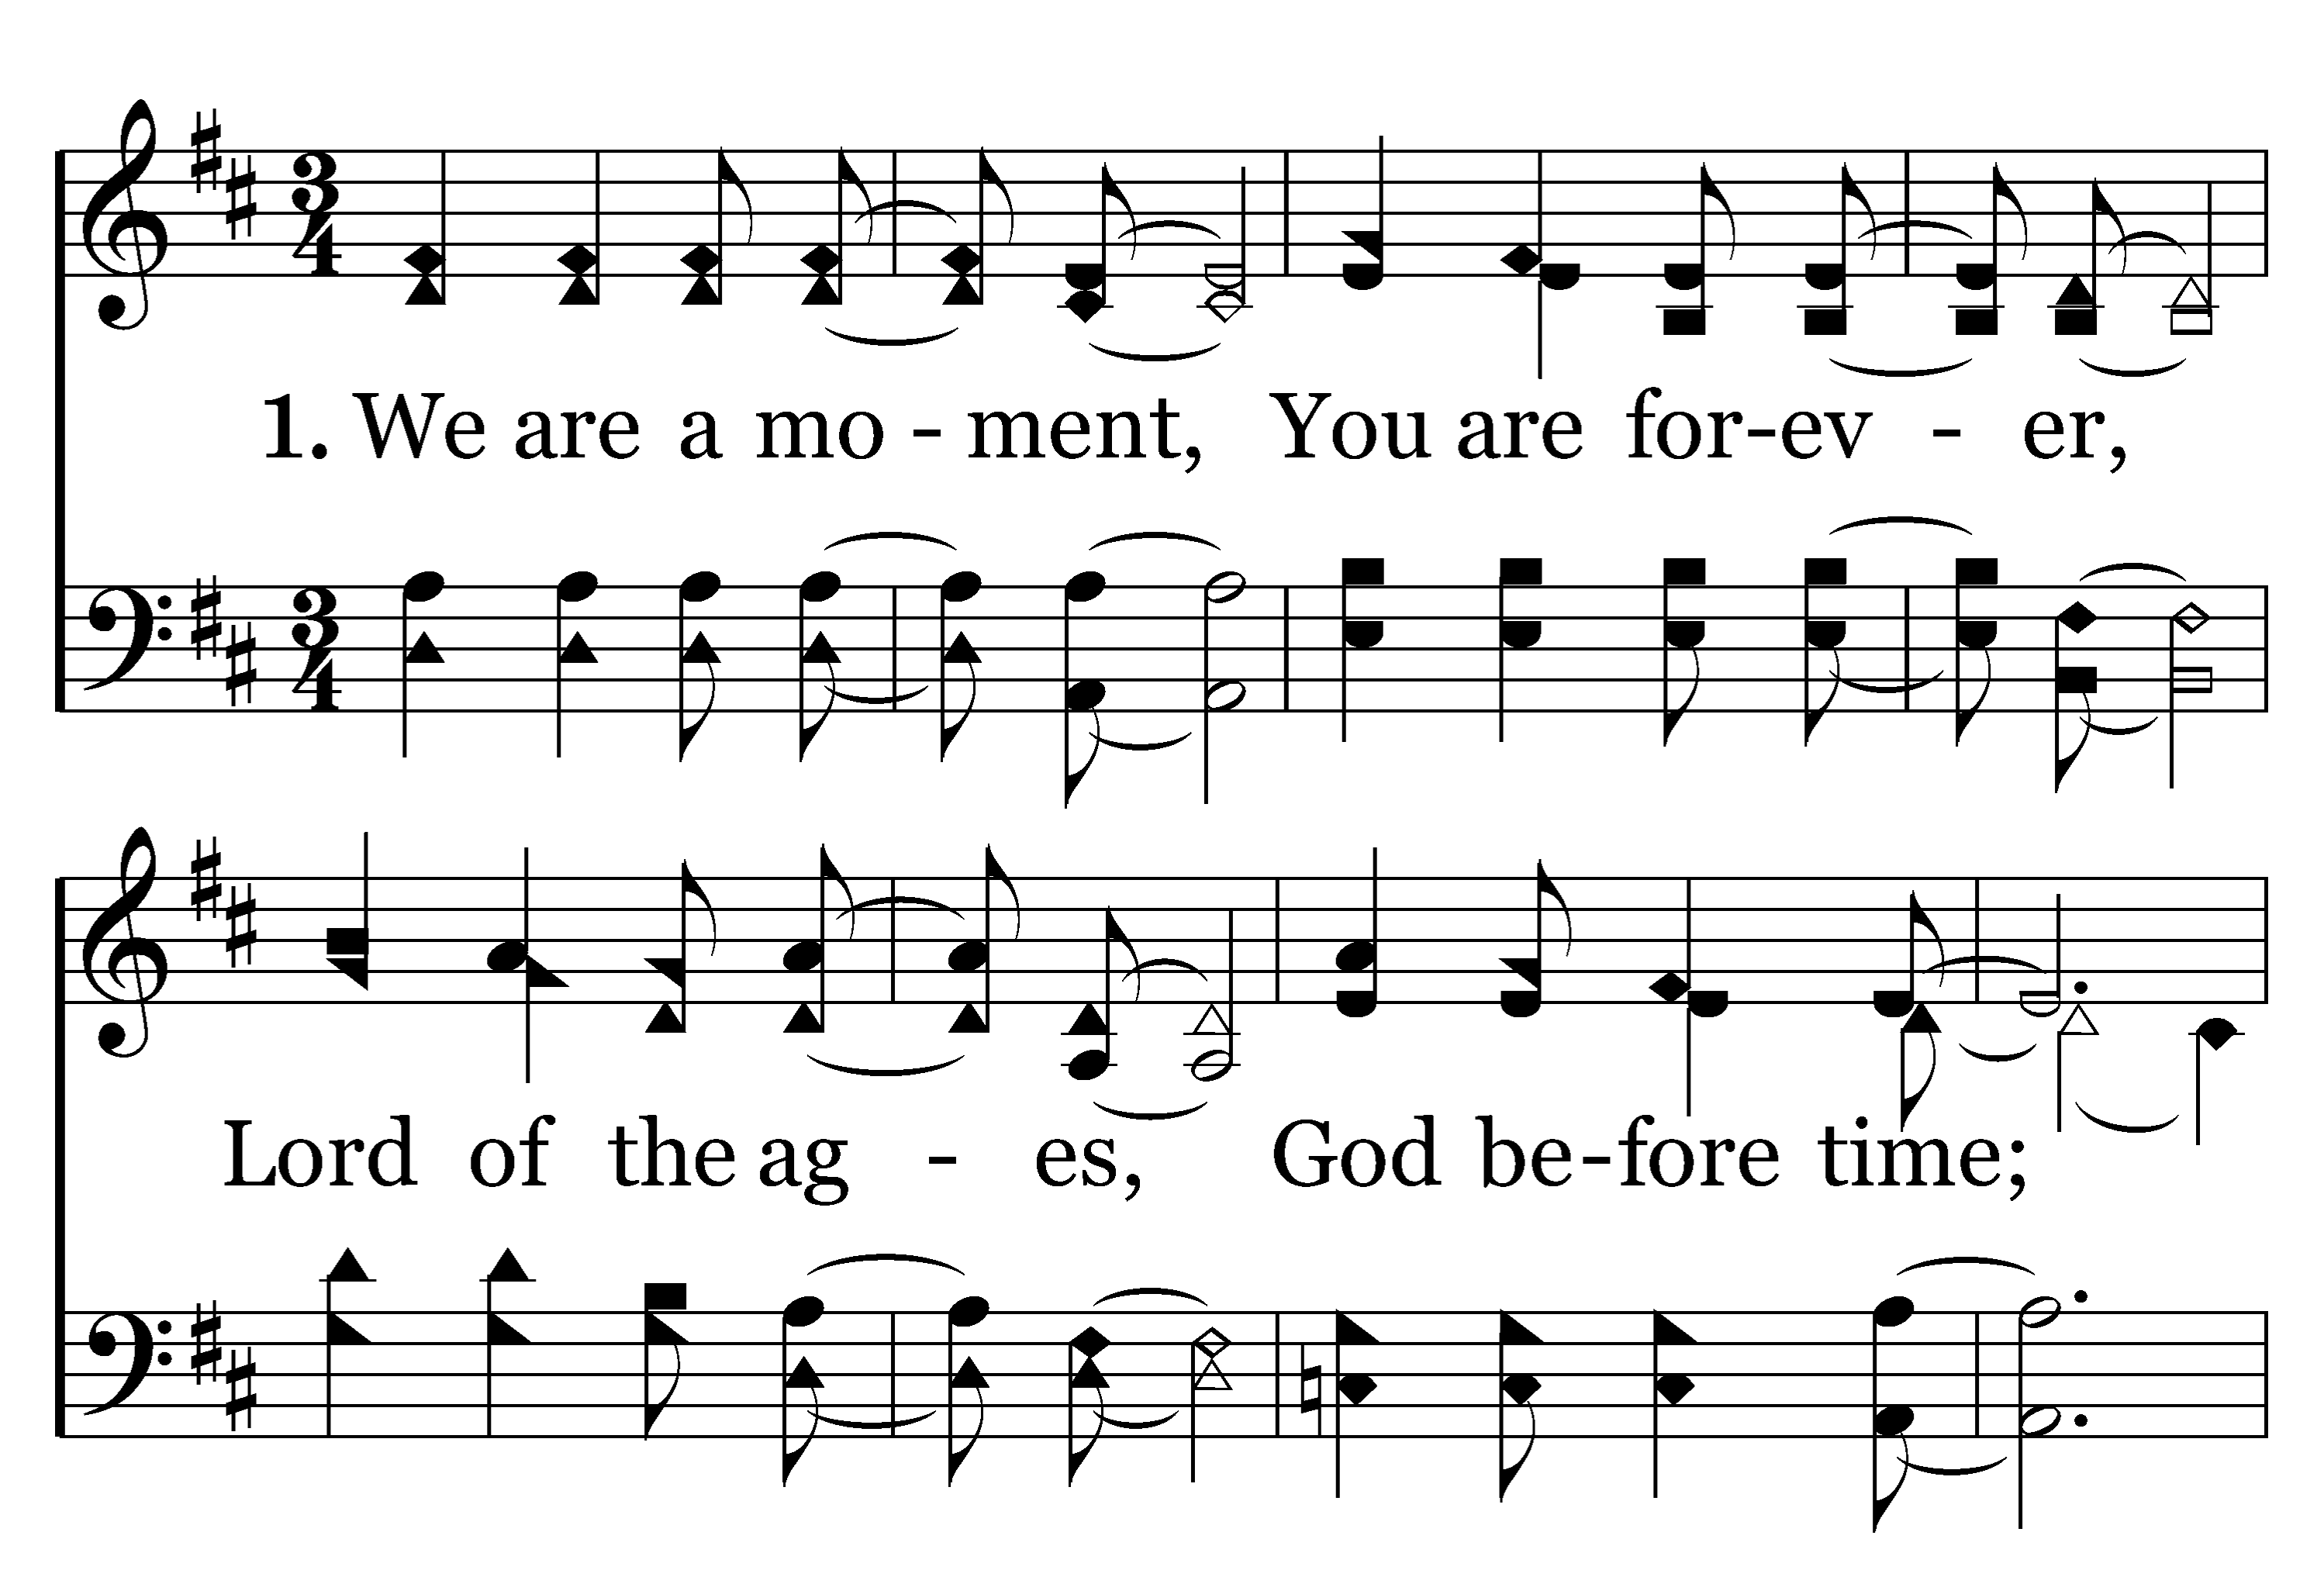 1. We are a mo - ment, You are for-ev - er,
Lord of the ag - es, God be-fore time;